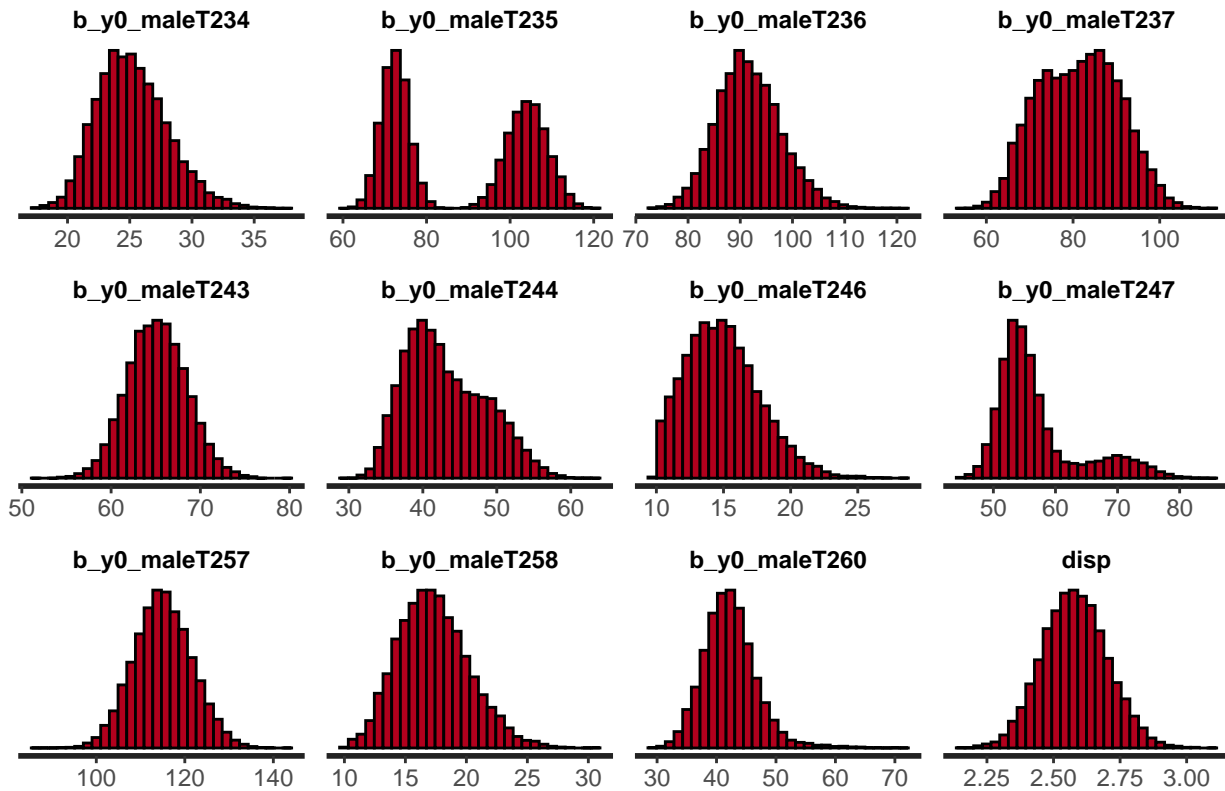 b_y0_maleT234 b_y0_maleT235 b_y0_maleT236 b_y0_maleT237
20 25 30 35 60 80 100 120 70 80 90 100 110 120 60 80 100
b_y0_maleT243 b_y0_maleT244 b_y0_maleT246 b_y0_maleT247
50 60 70 80 30 40 50 60 10 15 20 25 50 60 70 80
b_y0_maleT257 b_y0_maleT258 b_y0_maleT260 disp
100 120 140 10 15 20 25 30 30 40 50 60 70 2.25 2.50 2.75 3.00